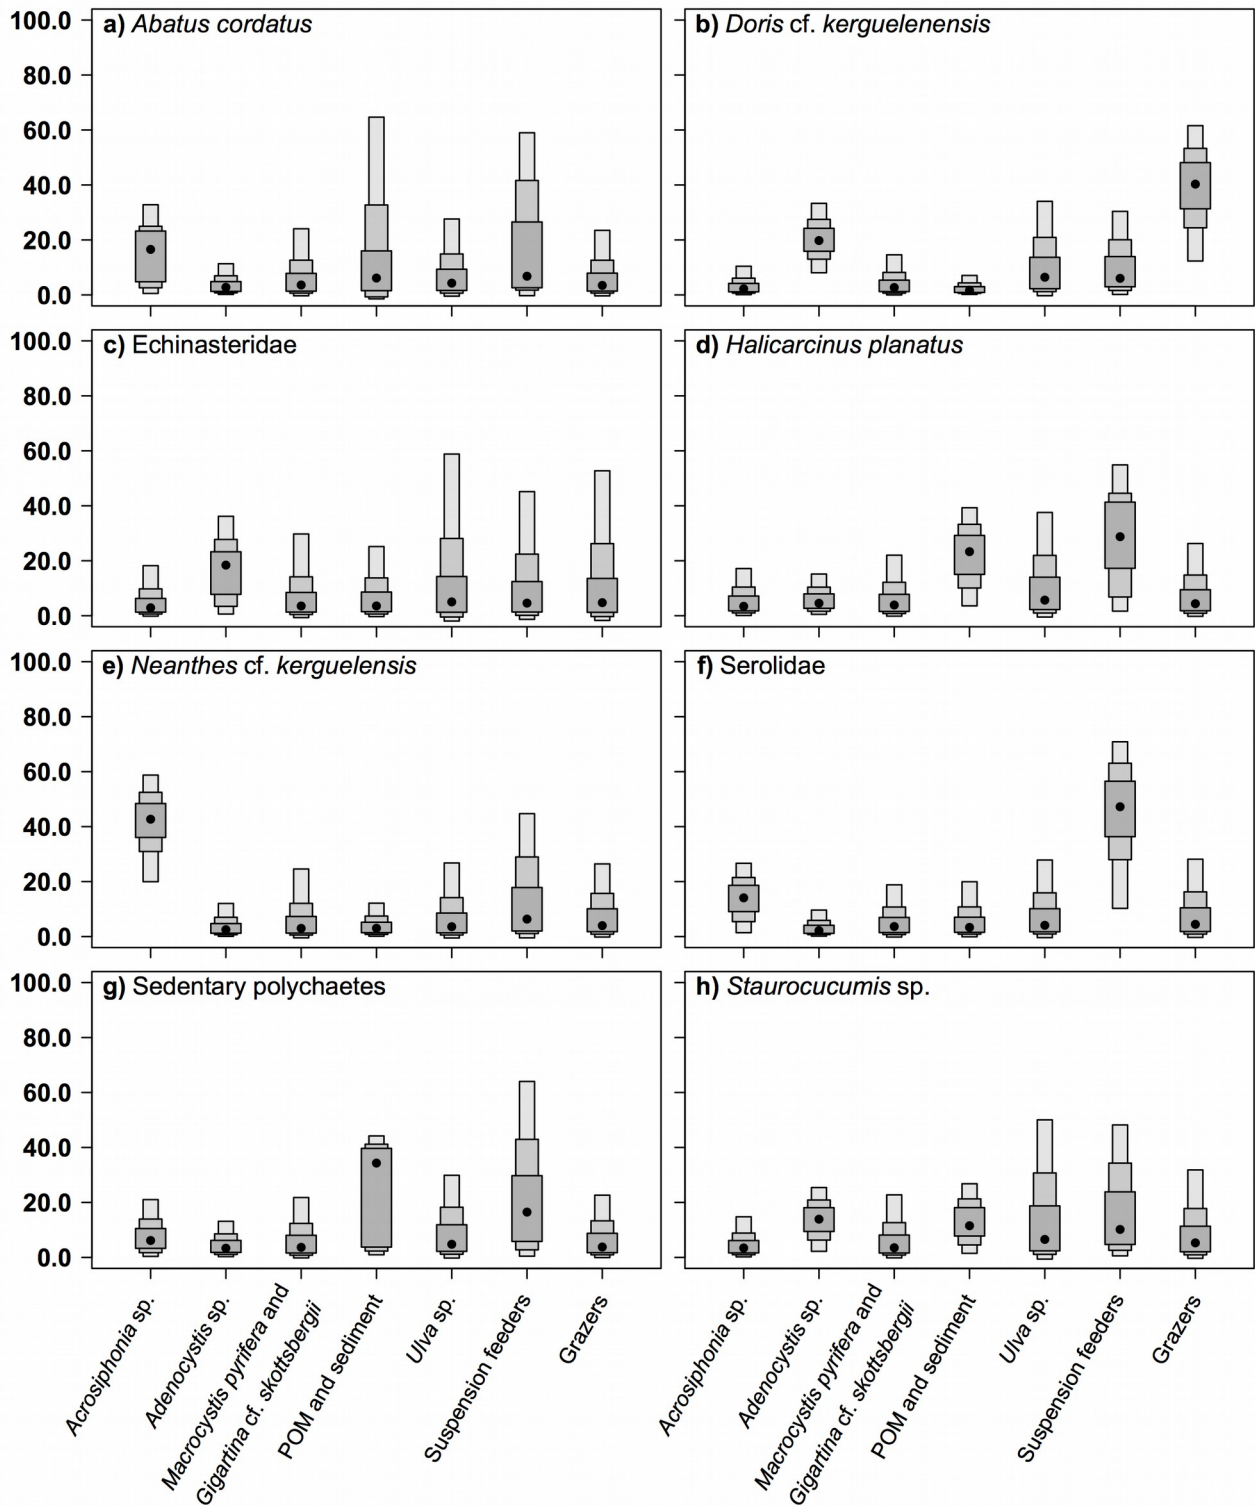 a) Abatus cordatus
b) Doris cf. kerguelenensis
100.0
80.0
60.0
40.0
20.0
0.0
c) Echinasteridae
d) Halicarcinus planatus
100.0
80.0
60.0
40.0
20.0
0.0
e) Neanthes cf. kerguelensis
f) Serolidae
100.0
80.0
60.0
40.0
20.0
0.0
g) Sedentary polychaetes
h) Staurocucumis sp.
100.0
80.0
60.0
40.0
20.0
0.0
Acrosiphonia sp.
Adenocystis sp.
Macrocystis pyrifera and
Gigartina cf. skottsbergii
POM and sediment
Ulva sp.
Suspension feeders
Grazers
Acrosiphonia sp.
Adenocystis sp.
Macrocystis pyrifera and
Gigartina cf. skottsbergii
POM and sediment
Ulva sp.
Suspension feeders
Grazers